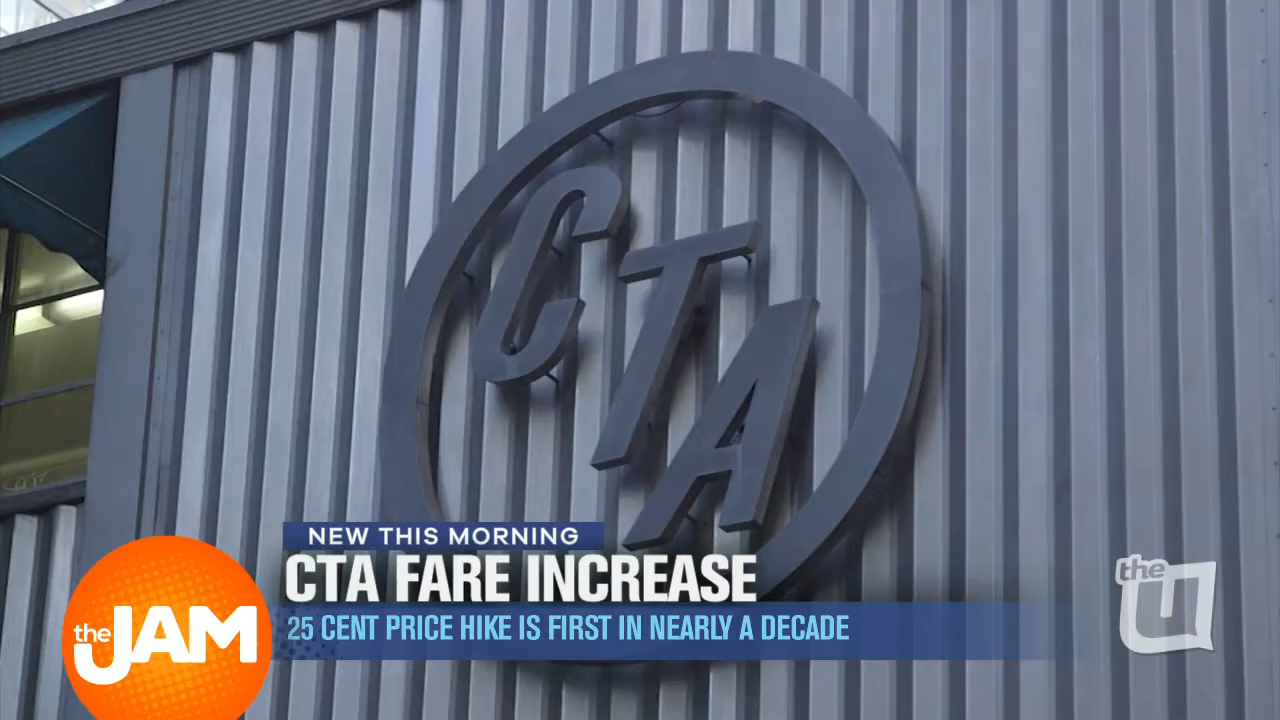 CTA
NEW THIS MORNING
CTA FARE INCREASE
25 CENT PRICE HIKE IS FIRST IN NEARLY A DECADE
the JAM
the U